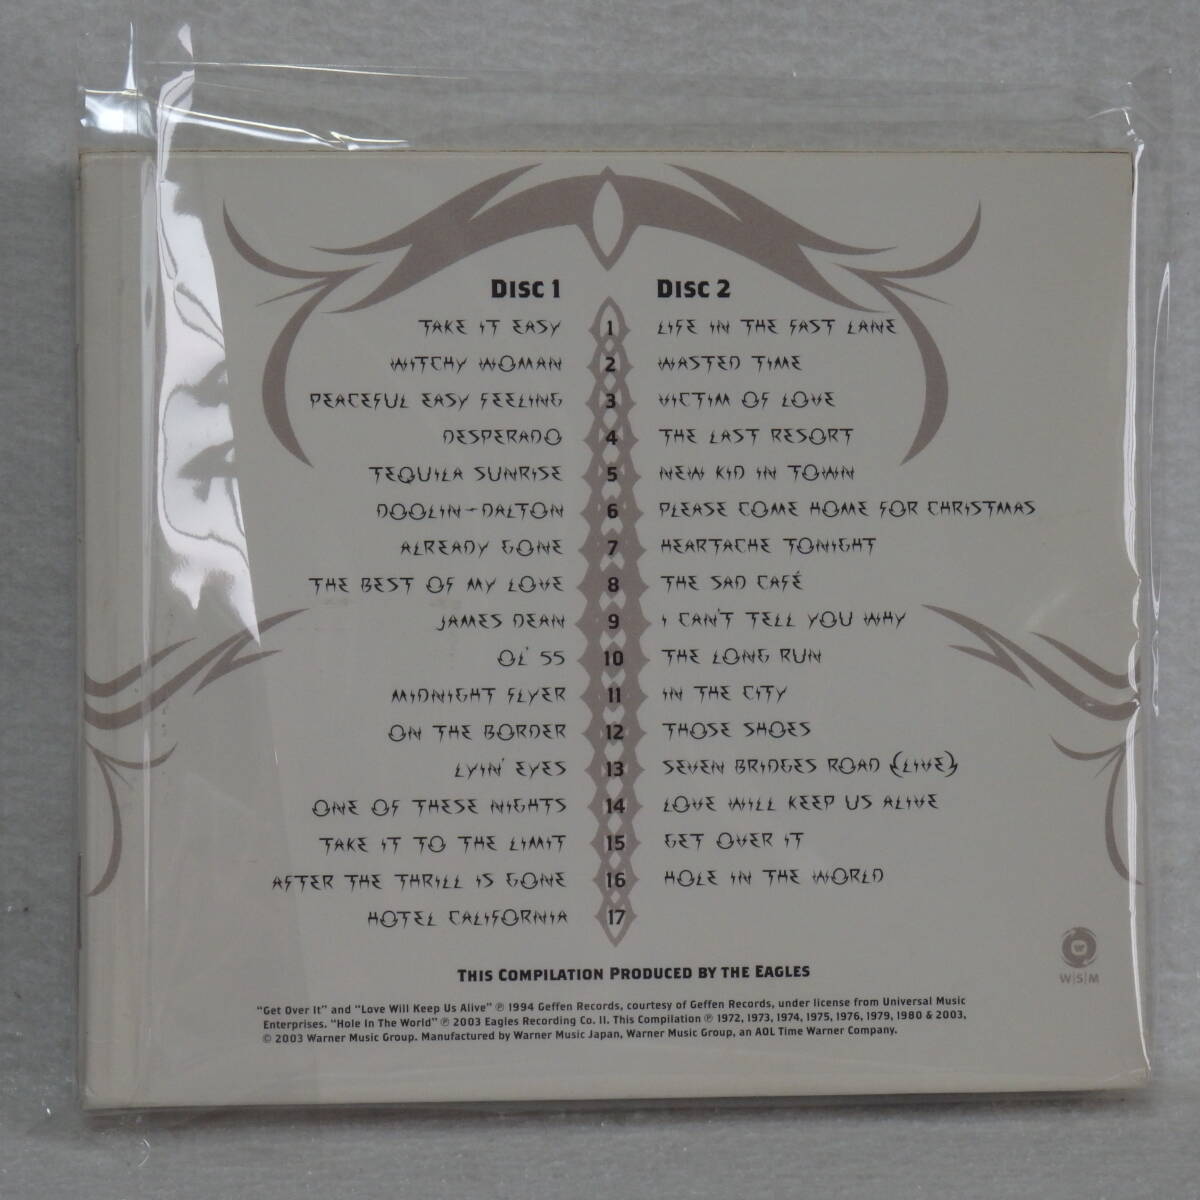 DISC 1
TAKE IT EASY
WITCHY WOMAN
PEACEFUL EASY FEELING
DESPERADO
TEQUILA SUNRISE
DOOLIN-DALTON
ALREADY GONE
THE BEST OF MY LOVE
JAMES DEAN
OL' 55
MIDNIGHT FLYER
ON THE BORDER
LYIN' EYES
ONE OF THESE NIGHTS
TAKE IT TO THE LIMIT
AFTER THE THRILL IS GONE
HOTEL CALIFORNIA
1
2
3
4
5
6
7
8
9
10
11
12
13
14
15
16
17
DISC 2
LIFE IN THE FAST LANE
WASTED TIME
VICTIM OF LOVE
THE LAST RESORT
NEW KID IN TOWN
PLEASE COME HOME FOR CHRISTMAS
HEARTACHE TONIGHT
THE SAD CAFÉ
I CAN'T TELL YOU WHY
THE LONG RUN
IN THE CITY
THOSE SHOES
SEVEN BRIDGES ROAD (LIVE)
LOVE WILL KEEP US ALIVE
GET OVER IT
HOLE IN THE WORLD
THIS COMPILATION PRODUCED BY THE EAGLES
"Get Over It" and "Love Will Keep Us Alive" ℗ 1994 Geffen Records, courtesy of Geffen Records, under license from Universal Music
Enterprises. "Hole In The World" ℗ 2003 Eagles Recording Co. II. This Compilation ℗ 1972, 1973, 1974, 1975, 1976, 1979, 1980 & 2003,
© 2003 Warner Music Group. Manufactured by Warner Music Japan, Warner Music Group, an AOL Time Warner Company.
W|S|M